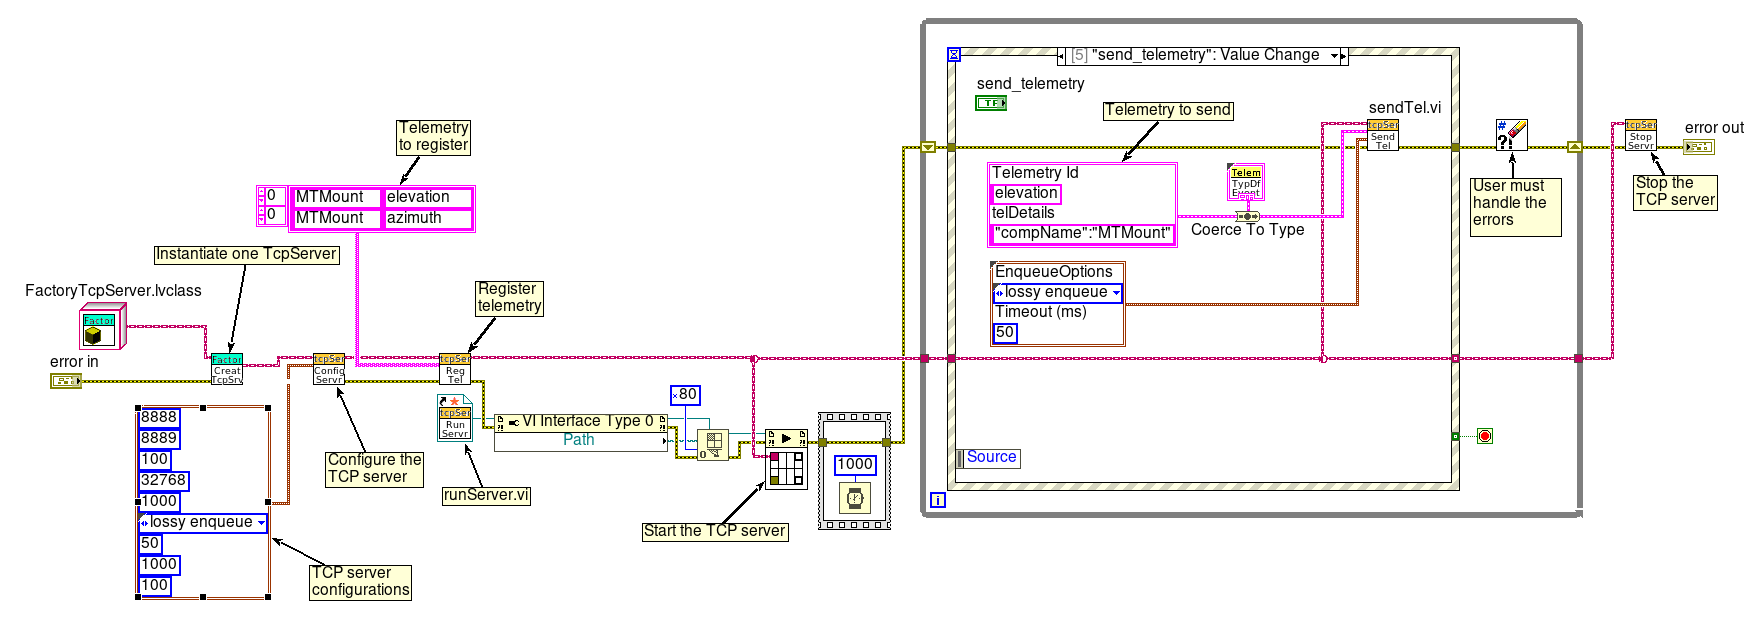 [5] "send_telemetry": Value Change
send_telemetry
TF
Telemetry to send
sendTel.vi
tcpSer
Send
Tel
Telemetry
to register
0
MTMount
elevation
0
MTMount
azimuth
Telemetry Id
elevation
telDetails
"compName":"MTMount"
Telem
TypDf
Event
Coerce To Type
#
?!
tcpSer
Stop
Servr
error out
User must
handle the
errors
Stop the
TCP server
Instantiate one TcpServer
FactoryTcpServer.lvclass
Factor
Register
telemetry
EnqueueOptions
lossy enqueue
Timeout (ms)
50
error in
Factor
Creat
TcpSrv
tcpSer
Config
Servr
tcpSer
Reg
Tel
x80
tcpSer
Run
Servr
VI Interface Type 0
Path
0
8888
8889
100
32768
1000
lossy enqueue
50
1000
100
Configure the
TCP server
runServer.vi
Start the TCP server
1000
Source
i
TCP server
configurations